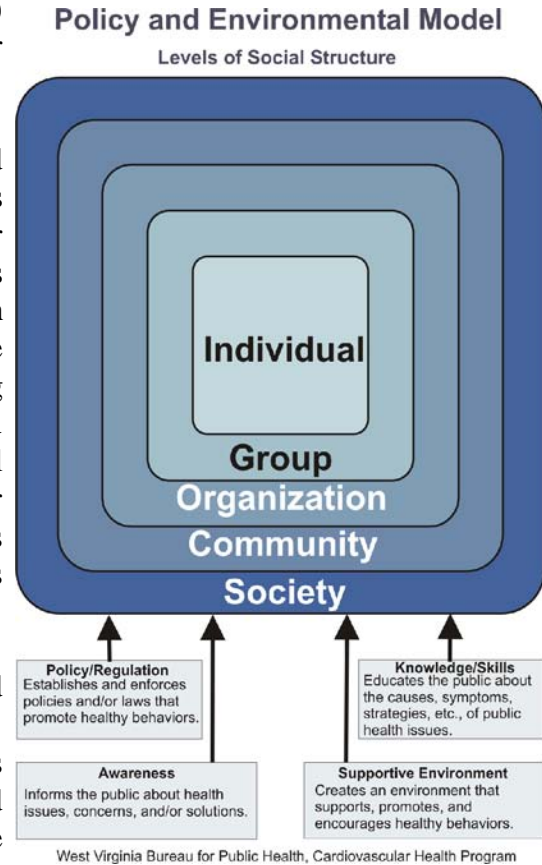 Policy and Environmental Model
Levels of Social Structure
Individual
Group
Organization
Community
Society
Policy/Regulation
Establishes and enforces
policies and/or laws that
promote healthy behaviors.
Knowledge/Skills
Educates the public about
the causes, symptoms,
strategies, etc., of public
health issues.
Awareness
Informs the public about health
issues, concerns, and/or solutions.
Supportive Environment
Creates an environment that
supports, promotes, and
encourages healthy behaviors.
West Virginia Bureau for Public Health, Cardiovascular Health Program